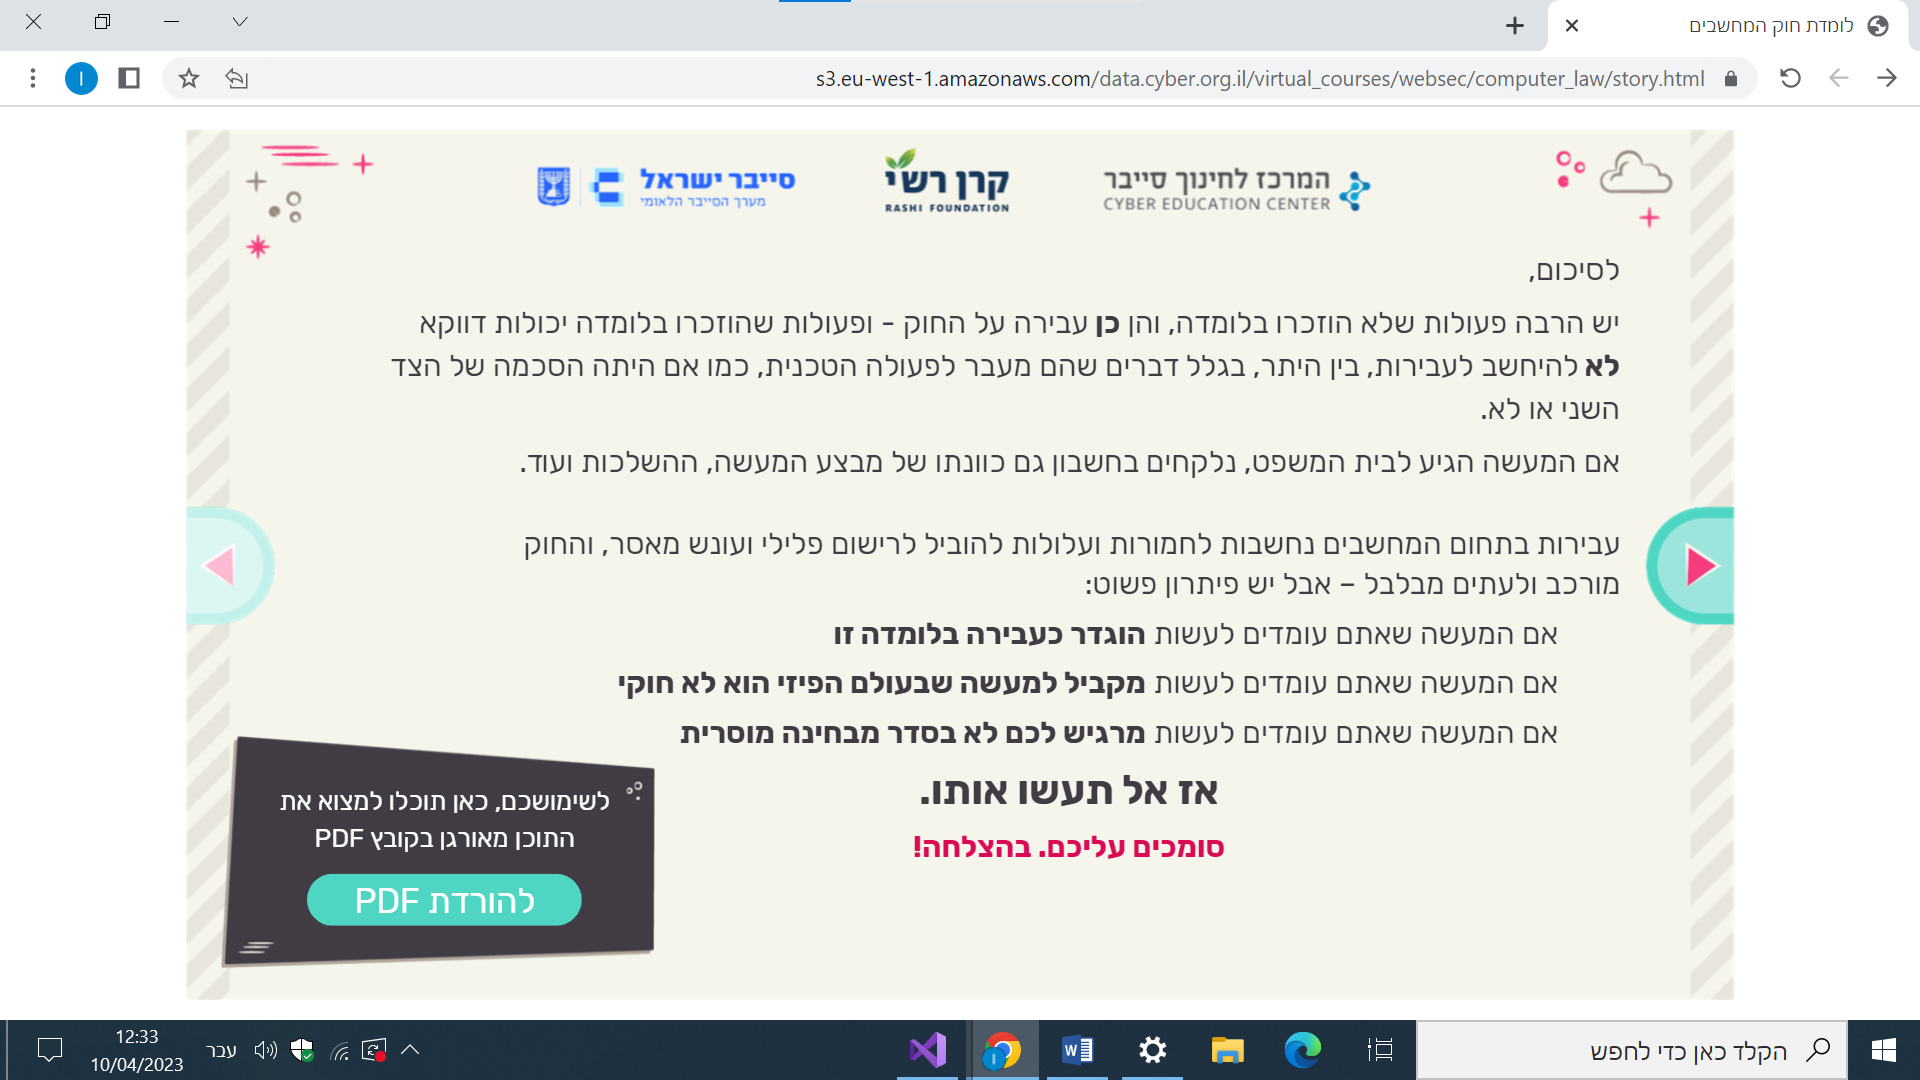 לומדת חוק המחשבים
s3.eu-west-1.amazonaws.com/data.cyber.org.il/virtual_courses/websec/computer_law/story.html
I
המרכז לחינוך סייבר
CYBER EDUCATION CENTER
קרן רש"י
RASHI FOUNDATION
סייבר ישראל
מערך הסייבר הלאומי
לסיכום,
יש הרבה פעולות שלא הוזכרו בלומדה, והן כן עבירה על החוק - ופעולות שהוזכרו בלומדה יכולות דווקא
לא להיחשב לעבירות, בין היתר, בגלל דברים שהם מעבר לפעולה הטכנית, כמו אם היתה הסכמה של הצד
השני או לא.
אם המעשה הגיע לבית המשפט, נלקחים בחשבון גם כוונתו של מבצע המעשה, ההשלכות ועוד.
עבירות בתחום המחשבים נחשבות לחמורות ועלולות להוביל לרישום פלילי ועונש מאסר, והחוק
מורכב ולעתים מבלבל – אבל יש פיתרון פשוט:
אם המעשה שאתם עומדים לעשות הוגדר כעבירה בלומדה זו
אם המעשה שאתם עומדים לעשות מקביל למעשה שבעולם הפיזי הוא לא חוקי
אם המעשה שאתם עומדים לעשות מרגיש לכם לא בסדר מבחינה מוסרית
אז אל תעשו אותו.
סומכים עליכם. בהצלחה!
לשימושכם, כאן תוכלו למצוא את
התוכן מאורגן בקובץ PDF
להורדת PDF
הקלד כאן כדי לחפש
עבר
12:33
10/04/2023